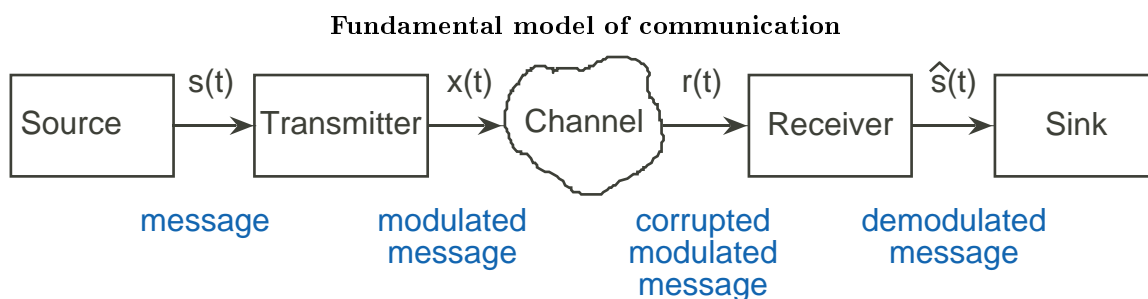 Fundamental model of communication
s(t) x(t) r(t) ŝ(t)
Source Transmitter Channel Receiver Sink
message modulated corrupted demodulated
message modulated message
message